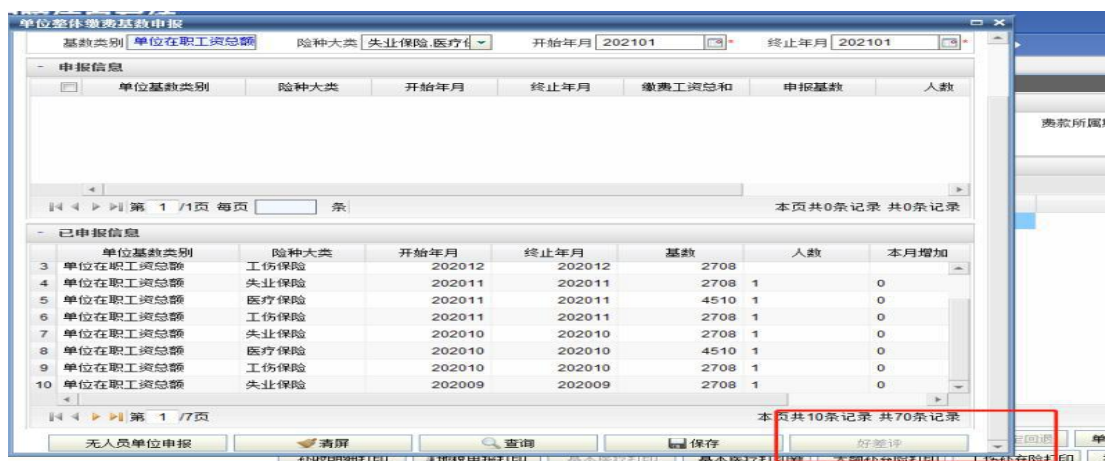 单位整体缴费基数申报
基数类别 单位在职工资总额 险种大类 失业保险,医疗 开始年月 202101 * 终止年月 202101 *
- 申报信息
单位基数类别 险种大类 开始年月 终止年月 缴费工资总和 申报基数 人数
费款所属
第 1 /1页 每页 条 本页共0条记录 共0条记录
- 已申报信息
单位基数类别 险种大类 开始年月 终止年月 基数 人数 本月增加
3 单位在职工资总额 工伤保险 202012 202012 2708
4 单位在职工资总额 失业保险 202011 202011 2708 1 0
5 单位在职工资总额 医疗保险 202011 202011 4510 1 0
6 单位在职工资总额 工伤保险 202011 202011 2708 1 0
7 单位在职工资总额 失业保险 202010 202010 2708 1 0
8 单位在职工资总额 医疗保险 202010 202010 4510 1 0
9 单位在职工资总额 工伤保险 202010 202010 2708 1 0
10 单位在职工资总额 失业保险 202009 202009 2708 1 0
第 1 /7页 本页共10条记录 共70条记录
无人员单位申报 清屏 查询 保存 好差评 回退 单